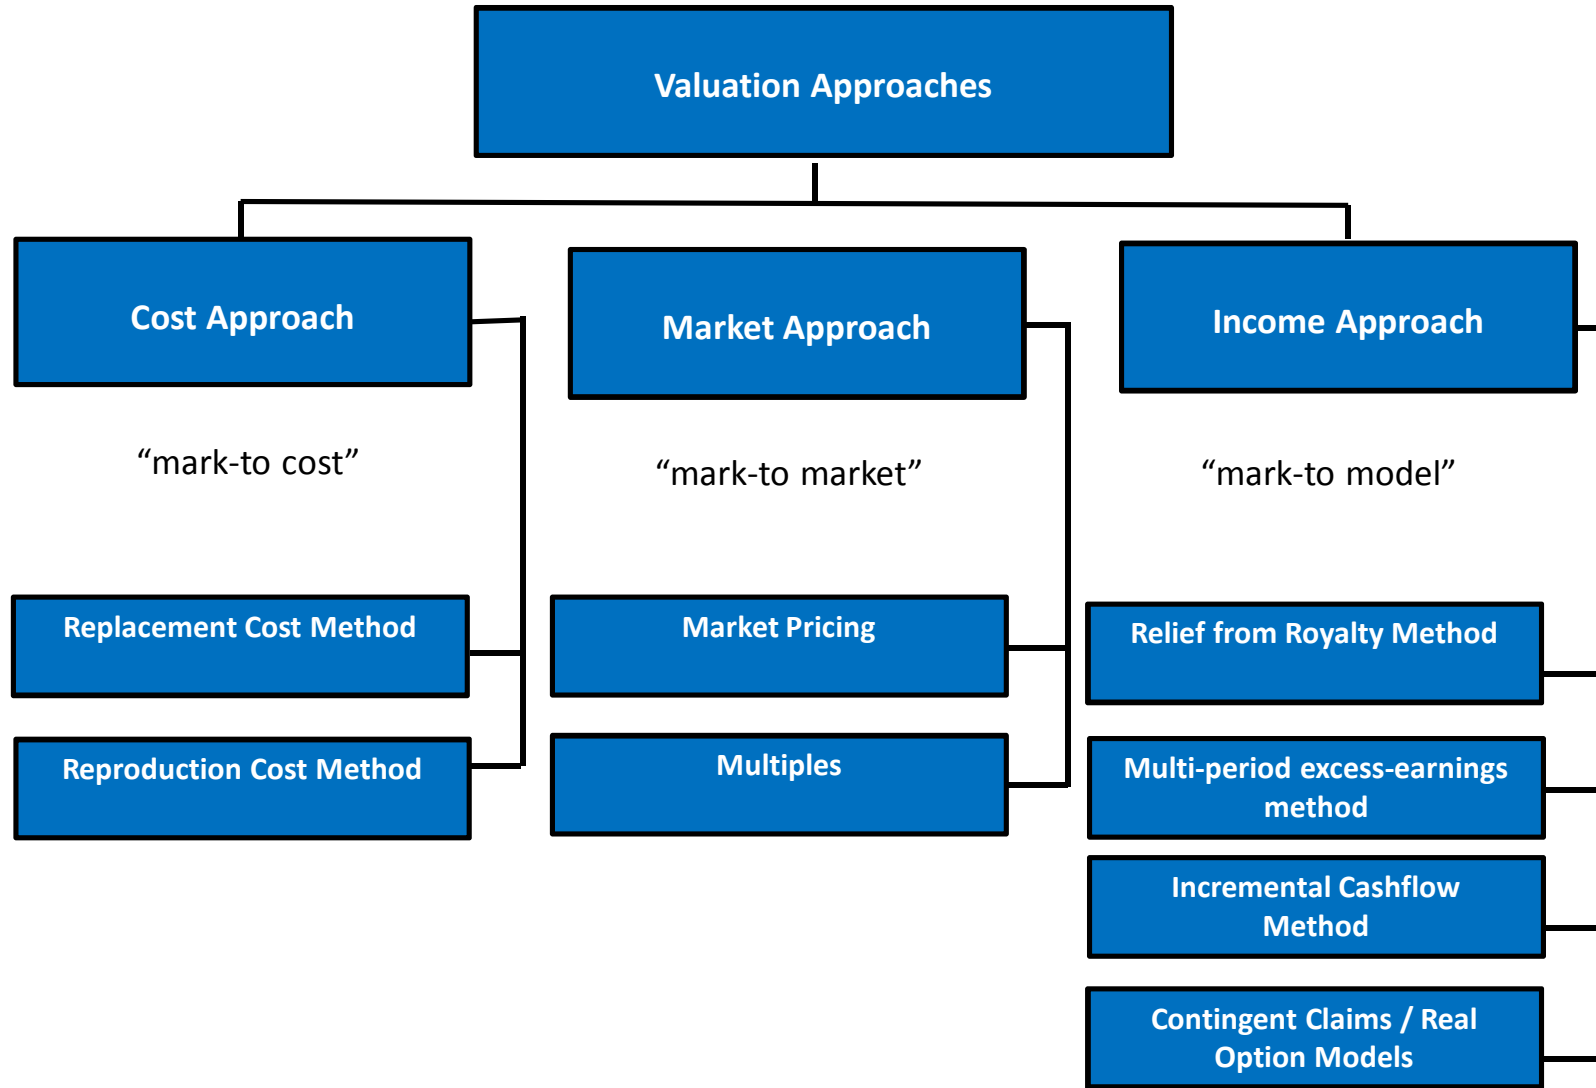 Valuation Approaches
Cost Approach
Market Approach
Income Approach
“mark-to cost”
“mark-to market”
“mark-to model”
Replacement Cost Method
Market Pricing
Relief from Royalty Method
Reproduction Cost Method
Multiples
Multi-period excess-earnings
method
Incremental Cashflow
Method
Contingent Claims / Real
Option Models